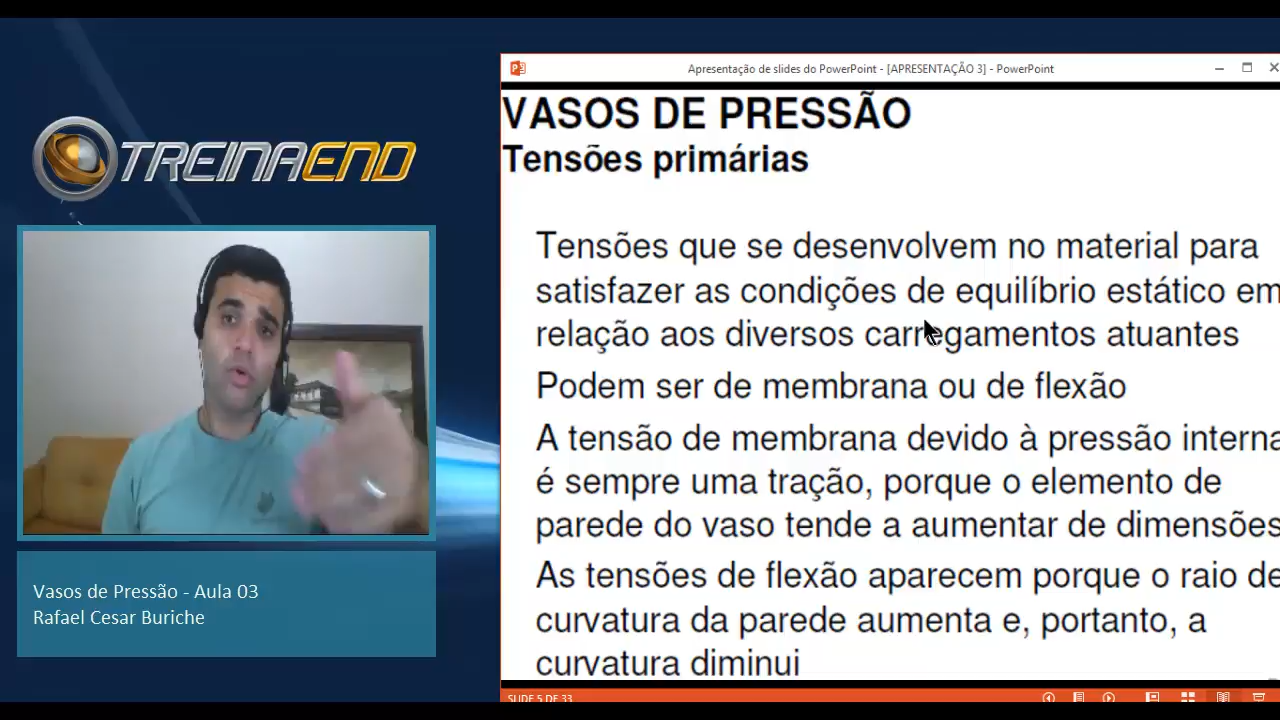 Apresentação de slides do PowerPoint - [APRESENTAÇÃO 3] - PowerPoint
TREINAEND
VASOS DE PRESSÃO
Tensões primárias
Tensões que se desenvolvem no material para
satisfazer as condições de equilíbrio estático em
relação aos diversos carregamentos atuantes
Podem ser de membrana ou de flexão
A tensão de membrana devido à pressão interna
é sempre uma tração, porque o elemento de
parede do vaso tende a aumentar de dimensões
As tensões de flexão aparecem porque o raio de
curvatura da parede aumenta e, portanto, a
curvatura diminui
Vasos de Pressão - Aula 03
Rafael Cesar Buriche
SLIDE 5 DE 33